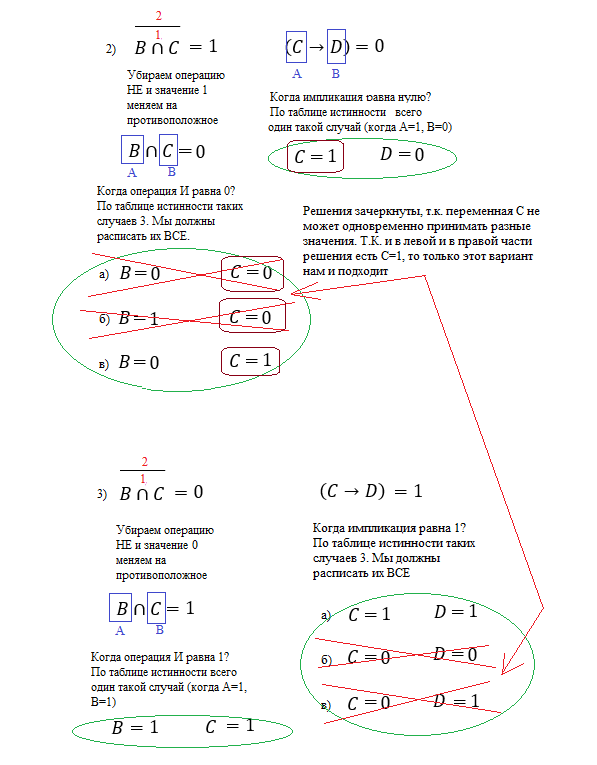 2
1
2) B ∩ C = 1
(C → D) = 0
A B
Убираем операцию
НЕ и значение 1
меняем на
противоположное
Когда импликация равна нулю?
По таблице истинности всего
один такой случай (когда А=1, В=0)
B ∩ C = 0
A B
C = 1 D = 0
Когда операция И равна 0?
По таблице истинности таких
случаев 3. Мы должны
расписать их ВСЕ.
Решения зачеркнуты, т.к. переменная С не
может одновременно принимать разные
значения. Т.К. и в левой и в правой части
решения есть С=1, то только этот вариант
нам и подходит
а) B = 0 C = 0
б) B = 1 C = 0
в) B = 0 C = 1
2
1
3) B ∩ C = 0
(C → D) = 1
Убираем операцию
НЕ и значение 0
меняем на
противоположное
Когда импликация равна 1?
По таблице истинности таких
случаев 3. Мы должны
расписать их ВСЕ
B ∩ C = 1
A B
а) C = 1 D = 1
б) C = 0 D = 0
в) C = 0 D = 1
Когда операция И равна 1?
По таблице истинности всего
один такой случай (когда А=1,
В=1)
B = 1 C = 1